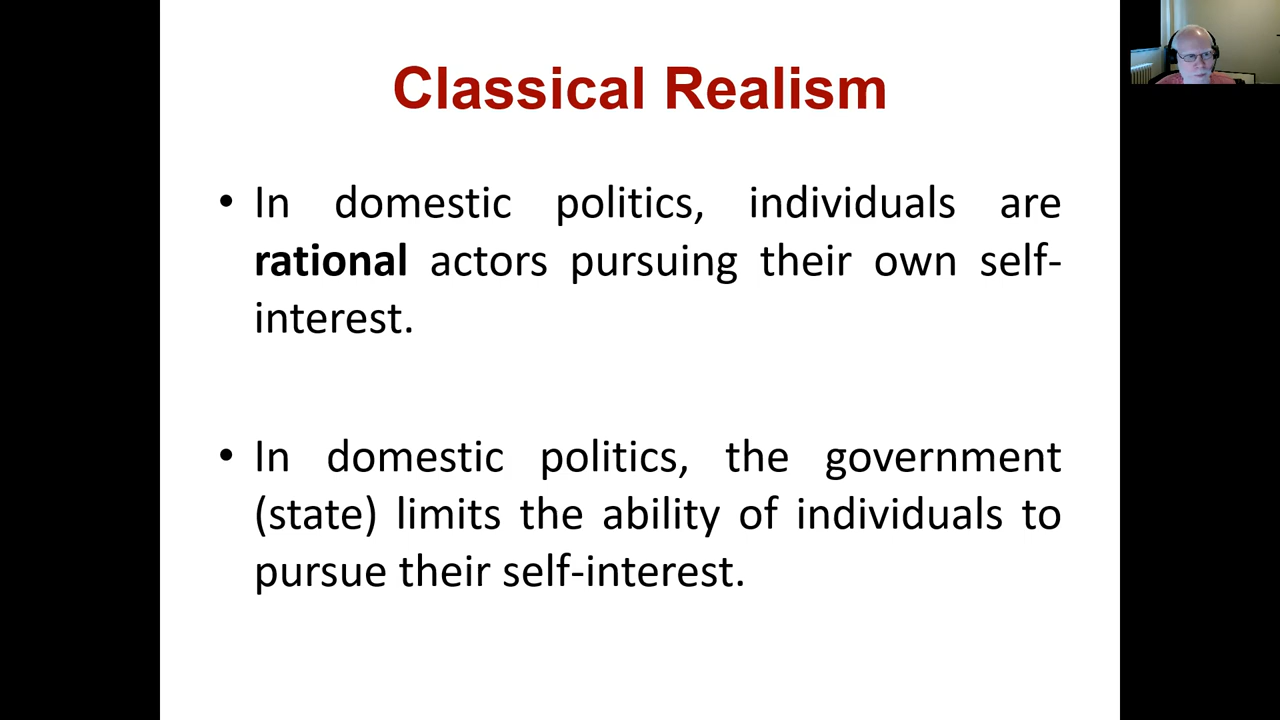 Classical Realism
• In domestic politics, individuals are
rational actors pursuing their own self-
interest.
• In domestic politics, the government
(state) limits the ability of individuals to
pursue their self-interest.